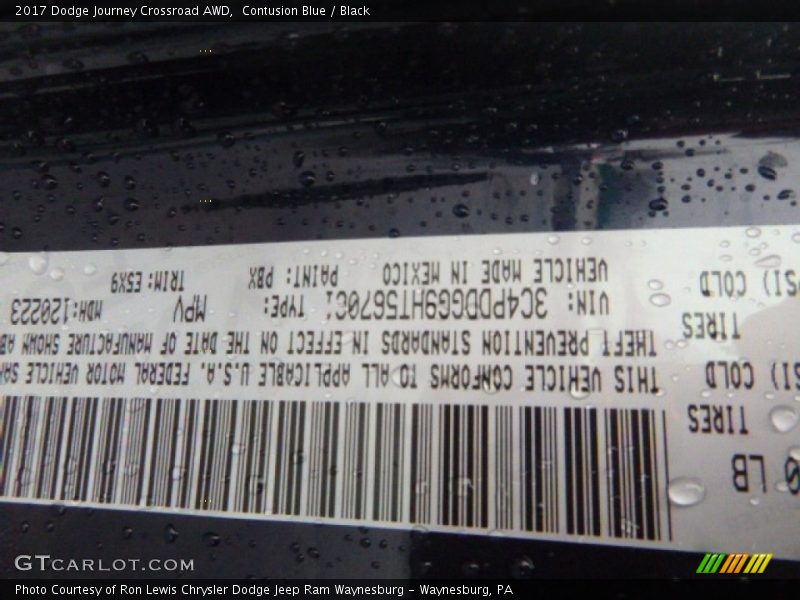 2017 Dodge Journey Crossroad AWD, Contusion Blue / Black
LB
TIRES
COLD
TIRES
PSI) COLD
THIS VEHICLE CONFORMS TO ALL APPLICABLE U.S.A. FEDERAL MOTOR VEHICLE SA
THEFT PREVENTION STANDARDS IN EFFECT ON THE DATE OF MANUFACTURE SHOWN AB
VIN: TYPE: MPV MDH:120223
VEHICLE MADE IN MEXICO PAINT: PBX TRIM: ESX9
GTCARLOT.COM
Photo Courtesy of Ron Lewis Chrysler Dodge Jeep Ram Waynesburg - Waynesburg, PA